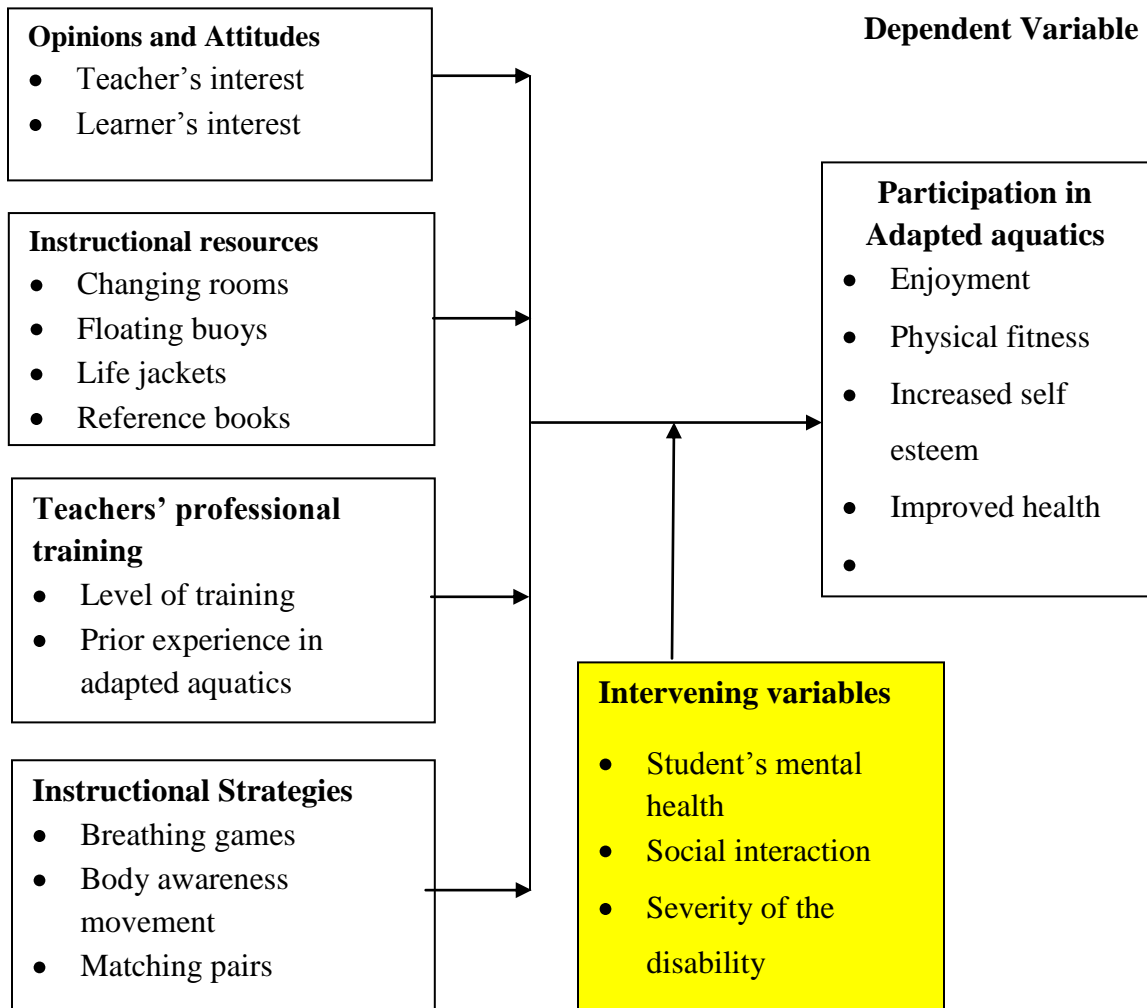 Opinions and Attitudes
• Teacher’s interest
• Learner’s interest
Instructional resources
• Changing rooms
• Floating buoys
• Life jackets
• Reference books
Teachers’ professional
training
• Level of training
• Prior experience in
adapted aquatics
Instructional Strategies
• Breathing games
• Body awareness
movement
• Matching pairs
Dependent Variable
Participation in
Adapted aquatics
• Enjoyment
• Physical fitness
• Increased self
esteem
• Improved health
•
Intervening variables
• Student’s mental
health
• Social interaction
• Severity of the
disability